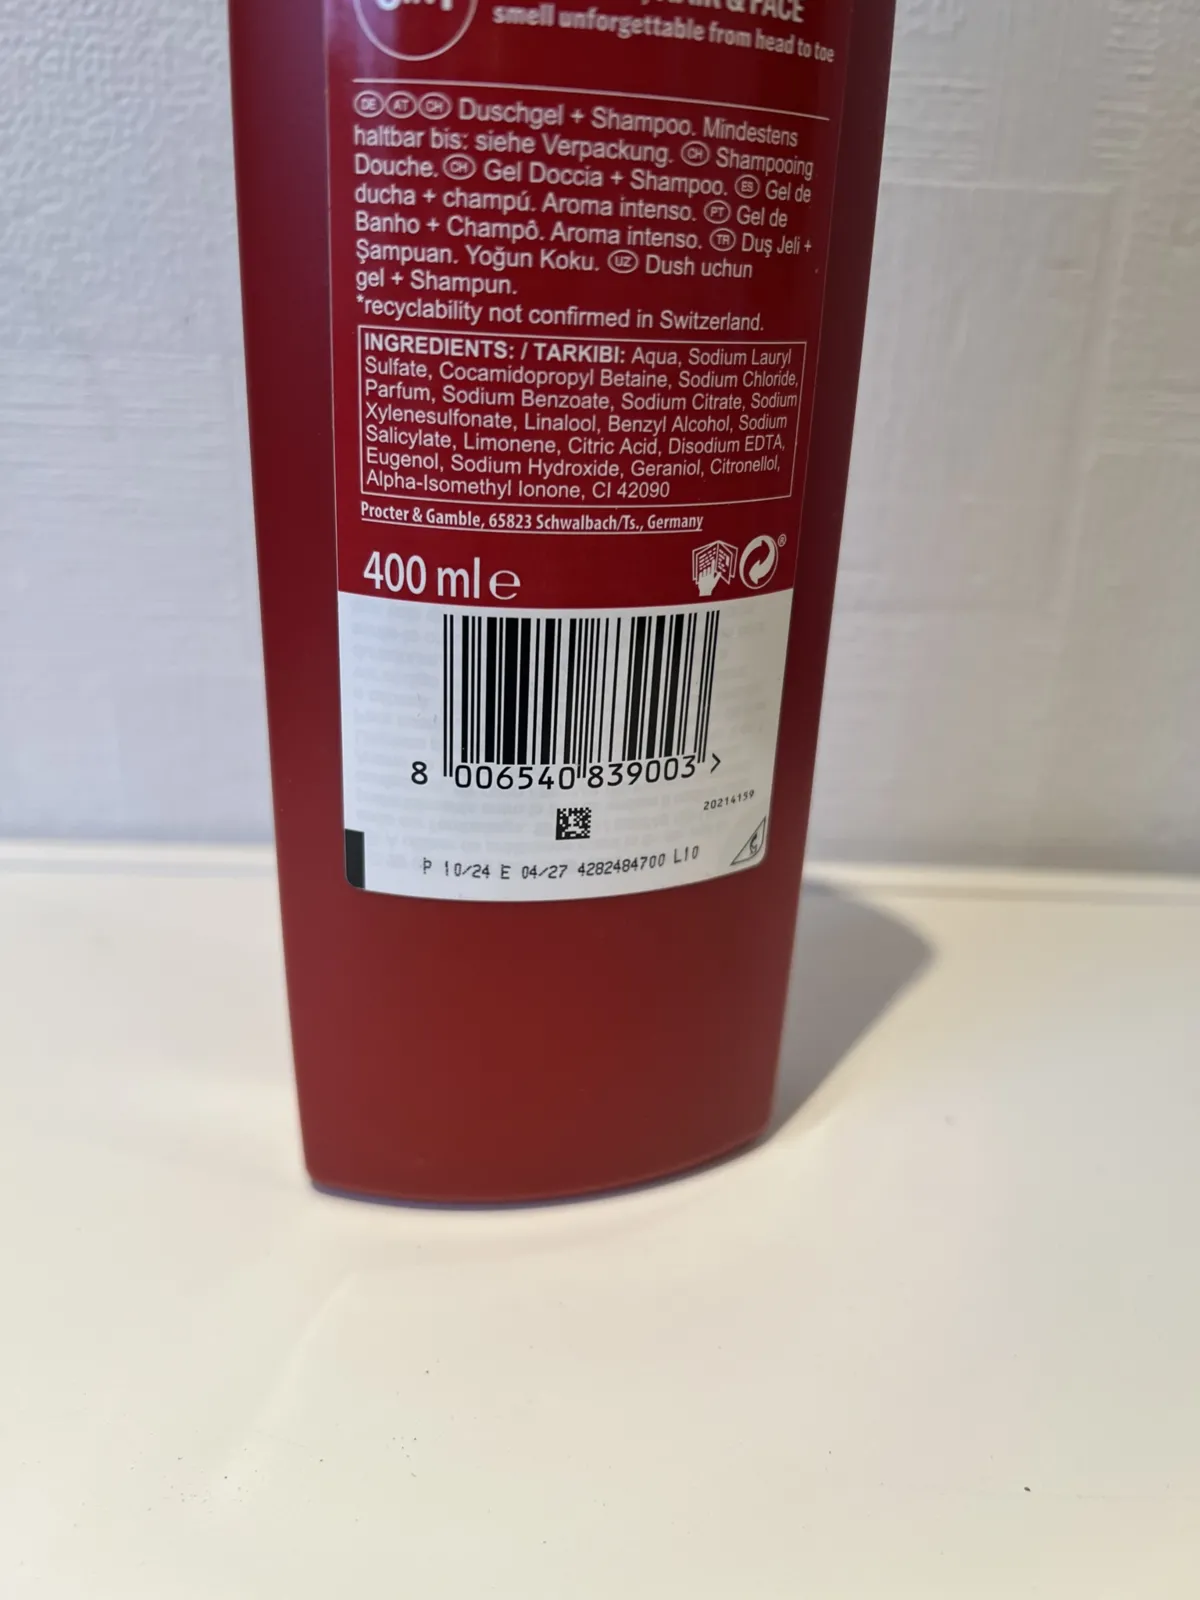 & FACE
smell unforgettable from head to toe
DE AT CH Duschgel + Shampoo. Mindestens
haltbar bis: siehe Verpackung. CH Shampooing
Douche. CH Gel Doccia + Shampoo. ES Gel de
ducha + champú. Aroma intenso. PT Gel de
Banho + Champô. Aroma intenso. TR Duş Jeli +
Şampuan. Yoğun Koku. UZ Dush uchun
gel + Shampun.
*recyclability not confirmed in Switzerland.
INGREDIENTS: / TARKIBI: Aqua, Sodium Lauryl
Sulfate, Cocamidopropyl Betaine, Sodium Chloride,
Parfum, Sodium Benzoate, Sodium Citrate, Sodium
Xylenesulfonate, Linalool, Benzyl Alcohol, Sodium
Salicylate, Limonene, Citric Acid, Disodium EDTA,
Eugenol, Sodium Hydroxide, Geraniol, Citronellol,
Alpha-Isomethyl Ionone, CI 42090
Procter & Gamble, 65823 Schwalbach/Ts., Germany
400 ml e
8 006540 839003 >
20214159
P 10/24 E 04/27 4282484700 L10